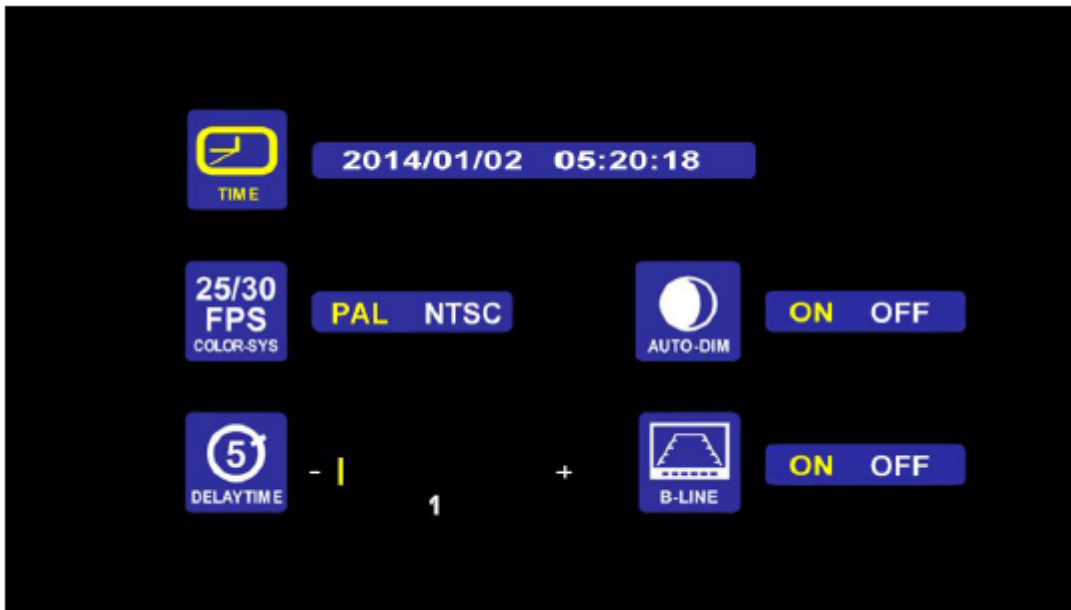 2014/01/02 05:20:18
TIME
25/30
FPS
COLOR-SYS
PAL NTSC
AUTO-DIM
ON OFF
5
DELAYTIME
- +
1
B-LINE
ON OFF